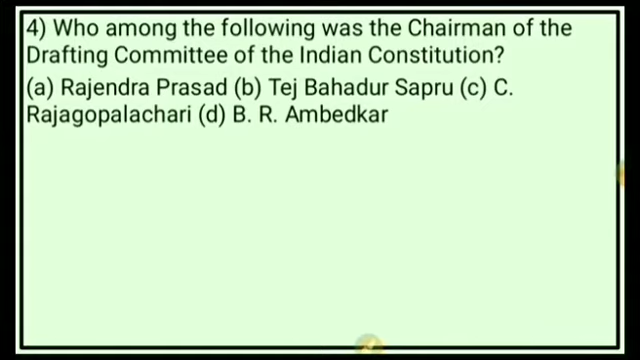 4) Who among the following was the Chairman of the
Drafting Committee of the Indian Constitution?
(a) Rajendra Prasad (b) Tej Bahadur Sapru (c) C.
Rajagopalachari (d) B. R. Ambedkar